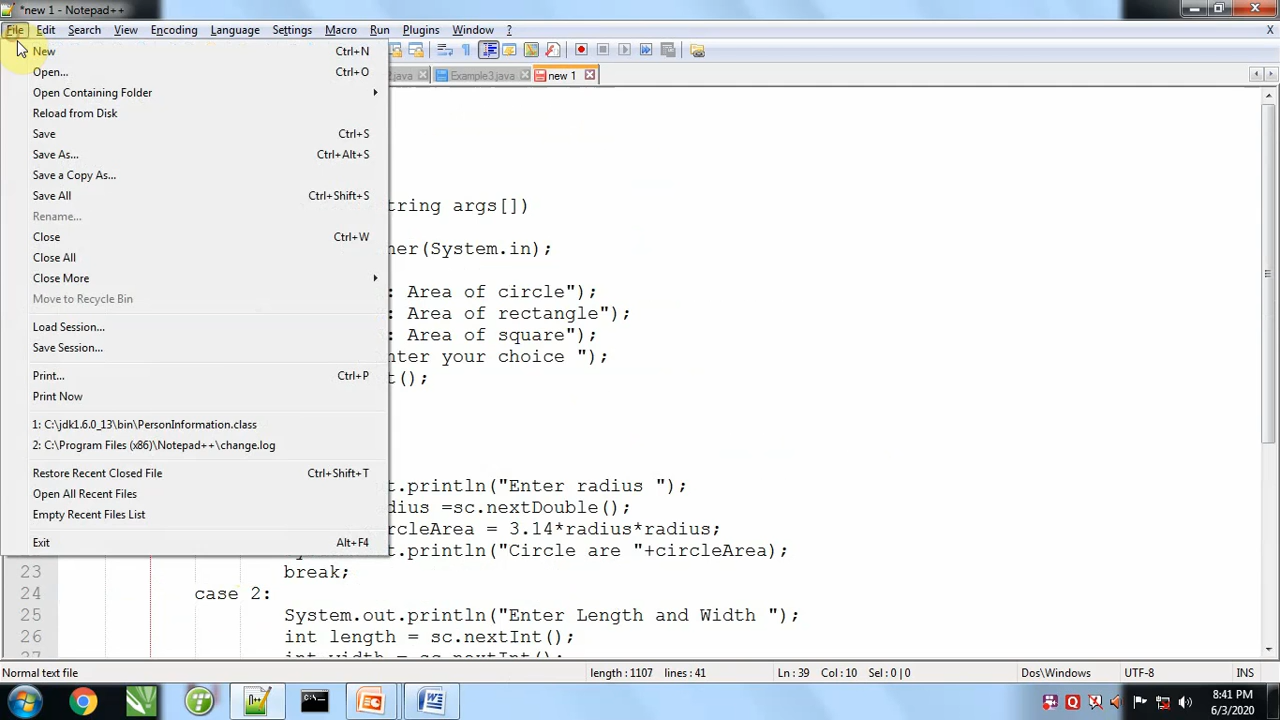 *new 1 - Notepad++
File Edit Search View Encoding Language Settings Macro Run Plugins Window ? X
.java Example3.java new 1
New Ctrl+N
Open... Ctrl+O
Open Containing Folder
Reload from Disk
Save Ctrl+S
Save As... Ctrl+Alt+S
Save a Copy As...
Save All Ctrl+Shift+S
Rename...
Close Ctrl+W
Close All
Close More
Move to Recycle Bin
Load Session...
Save Session...
Print... Ctrl+P
Print Now
1: C:\jdk1.6.0_13\bin\PersonInformation.class
2: C:\Program Files (x86)\Notepad++\change.log
Restore Recent Closed File Ctrl+Shift+T
Open All Recent Files
Empty Recent Files List
Exit Alt+F4
tring args[])
ner(System.in);
: Area of circle");
: Area of rectangle");
: Area of square");
nter your choice ");
t();
t.println("Enter radius ");
dius =sc.nextDouble();
rcleArea = 3.14*radius*radius;
t.println("Circle are "+circleArea);
23 break;
24 case 2:
25 System.out.println("Enter Length and Width ");
26 int length = sc.nextInt();
27 int width = sc.nextInt();
Normal text file length : 1107 lines : 41 Ln : 39 Col : 10 Sel : 0 | 0 Dos\Windows UTF-8 INS
8:41 PM
6/3/2020